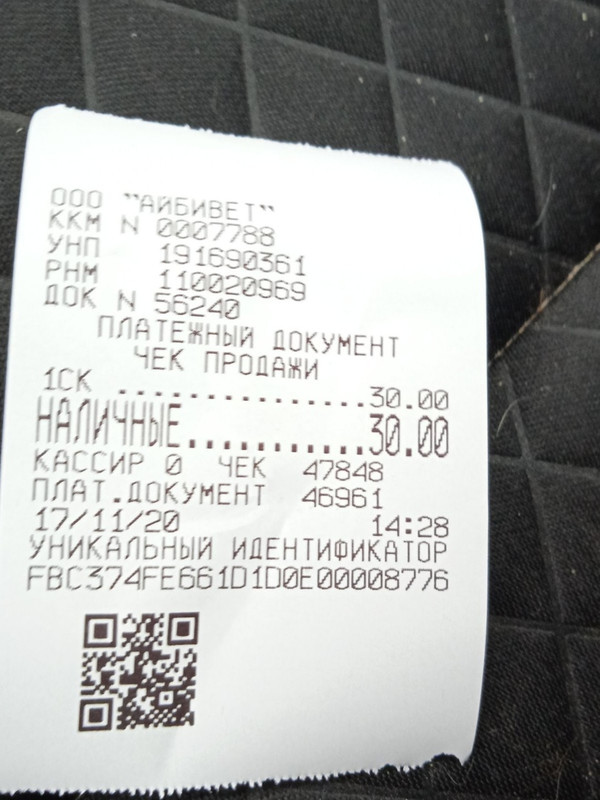 ООО "АЙБИВЕТ"
ККМ N 0007788
УНП 191690361
РНМ 110020969
ДОК N 56240
ПЛАТЕЖНЫЙ ДОКУМЕНТ
ЧЕК ПРОДАЖИ
1СК ................30.00
НАЛИЧНЫЕ...........30.00
КАССИР 0 ЧЕК 47848
ПЛАТ.ДОКУМЕНТ 46961
17/11/20 14:28
УНИКАЛЬНЫЙ ИДЕНТИФИКАТОР
FBC374FE661D1D0E00008776